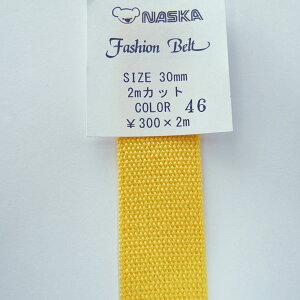 NASKA
Fashion Belt
SIZE 30mm
2mカット
COLOR 46
¥300×2m